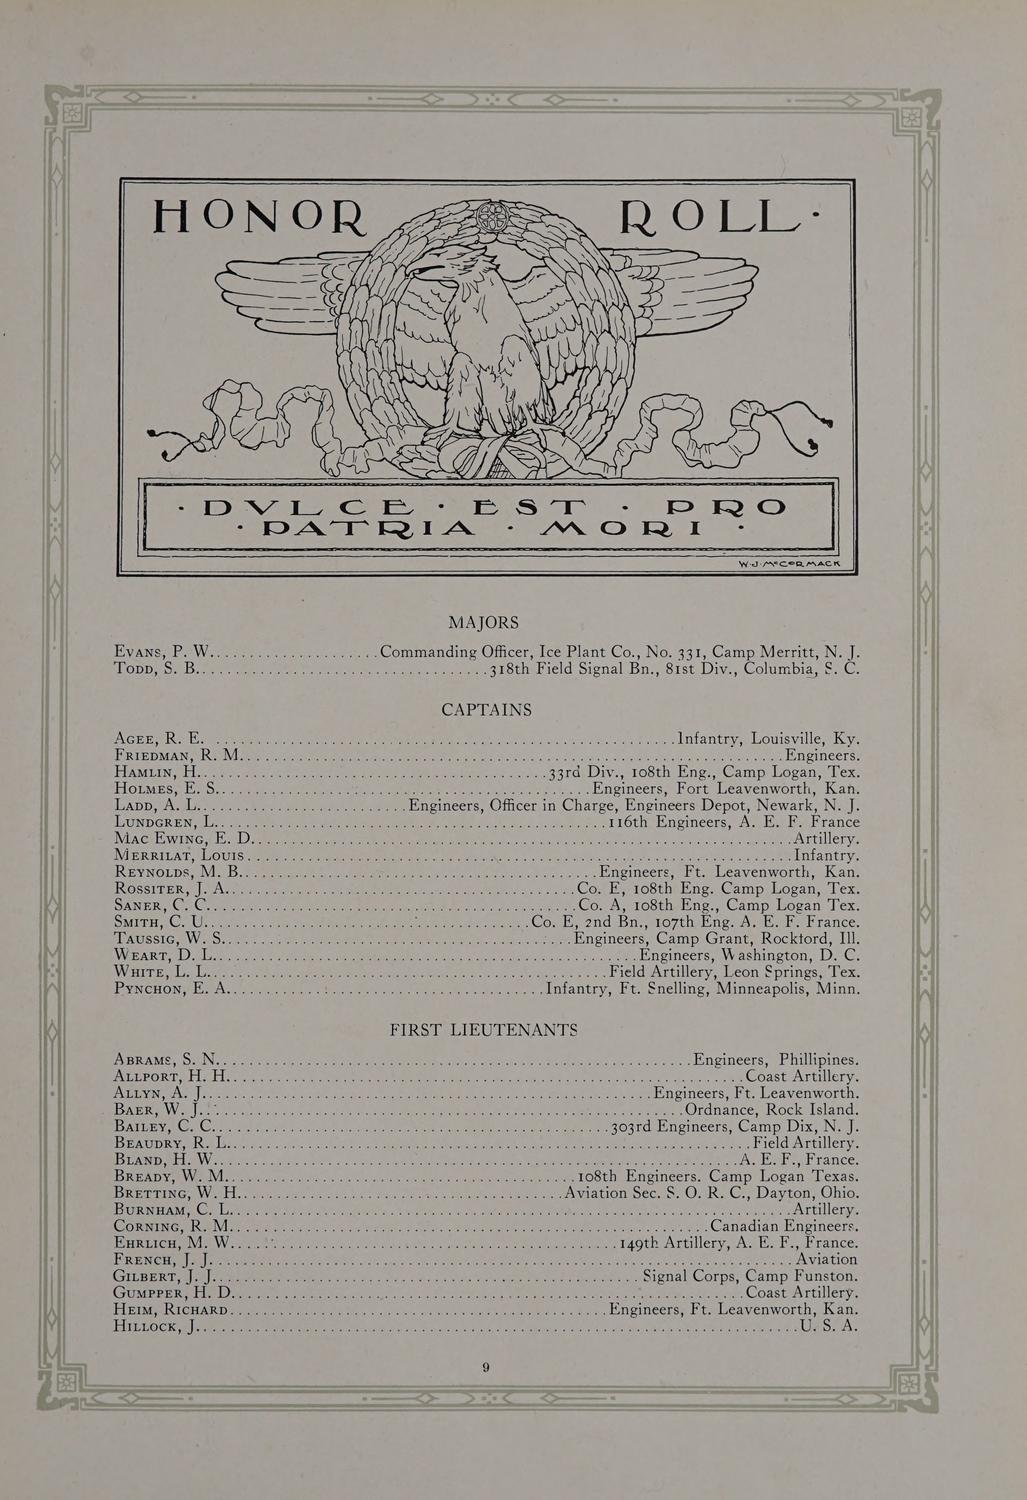 HONOR ROLL ·
· DVLCE · EST · PRO
· PATRIA · MORI ·
W·J·McCORMACK
MAJORS
EVANS, P. W. .................... Commanding Officer, Ice Plant Co., No. 331, Camp Merritt, N. J.
TODD, S. B. .................... 318th Field Signal Bn., 81st Div., Columbia, S. C.
CAPTAINS
AGEE, R. E. .................... Infantry, Louisville, Ky.
FRIEDMAN, R. M. .................... Engineers.
HAMLIN, H. .................... 33rd Div., 108th Eng., Camp Logan, Tex.
HOLMES, E. S. .................... Engineers, Fort Leavenworth, Kan.
LADD, A. L. .................... Engineers, Officer in Charge, Engineers Depot, Newark, N. J.
LUNDGREN, L. .................... 116th Engineers, A. E. F. France
MAC EWING, E. D. .................... Artillery.
MERRILAT, LOUIS .................... Infantry.
REYNOLDS, M. B. .................... Engineers, Ft. Leavenworth, Kan.
ROSSITER, J. A. .................... Co. E, 108th Eng. Camp Logan, Tex.
SANER, C. C. .................... Co. A, 108th Eng., Camp Logan Tex.
SMITH, C. U. .................... Co. E, 2nd Bn., 107th Eng. A. E. F. France.
TAUSSIG, W. S. .................... Engineers, Camp Grant, Rockford, Ill.
WEART, D. L. .................... Engineers, Washington, D. C.
WHITE, L. L. .................... Field Artillery, Leon Springs, Tex.
PYNCHON, E. A. .................... Infantry, Ft. Snelling, Minneapolis, Minn.
FIRST LIEUTENANTS
ABRAMS, S. N. .................... Engineers, Phillipines.
ALLPORT, H. H. .................... Coast Artillery.
ALLYN, A. J. .................... Engineers, Ft. Leavenworth.
BAER, W. J. .................... Ordnance, Rock Island.
BAILEY, C. C. .................... 303rd Engineers, Camp Dix, N. J.
BEAUDRY, R. L. .................... Field Artillery.
BLAND, H. W. .................... A. E. F., France.
BREADY, W. M. .................... 108th Engineers. Camp Logan Texas.
BRETTING, W. H. .................... Aviation Sec. S. O. R. C., Dayton, Ohio.
BURNHAM, C. L. .................... Artillery.
CORNING, R. M. .................... Canadian Engineers.
EHRLICH, M. W. .................... 149th Artillery, A. E. F., France.
FRENCH, J. J. .................... Aviation
GILBERT, J. J. .................... Signal Corps, Camp Funston.
GUMPPER, H. D. .................... Coast Artillery.
HEIM, RICHARD .................... Engineers, Ft. Leavenworth, Kan.
HILLOCK, J. .................... U. S. A.
9